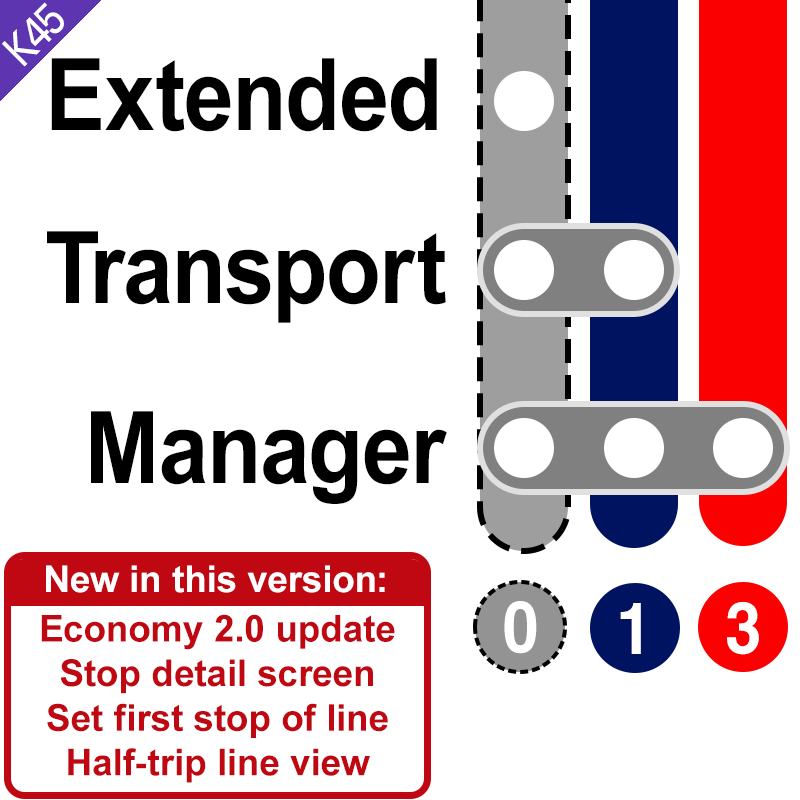 K45
Extended
Transport
Manager
0 1 3
New in this version:
Economy 2.0 update
Stop detail screen
Set first stop of line
Half-trip line view